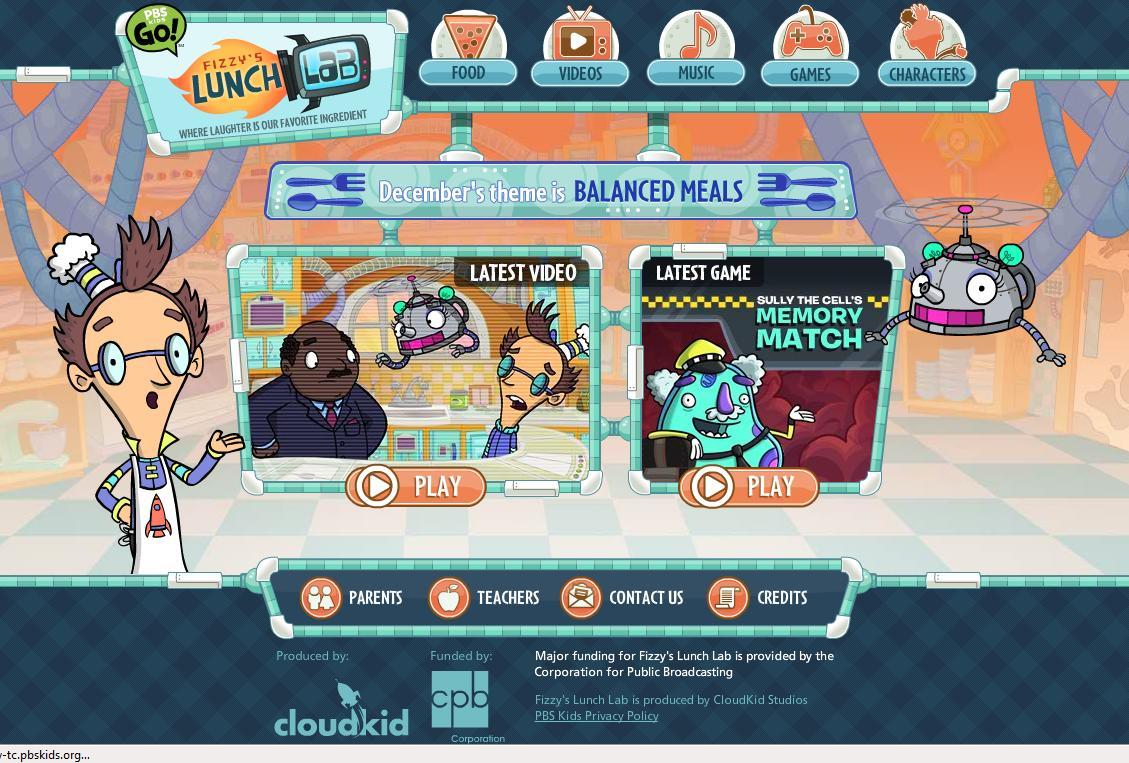 PBS KIDS
GO!
FIZZY'S
LUNCH LAB
WHERE LAUGHTER IS OUR FAVORITE INGREDIENT
FOOD
VIDEOS
MUSIC
GAMES
CHARACTERS
December's theme is BALANCED MEALS
LATEST VIDEO
LATEST GAME
SULLY THE CELL'S
MEMORY
MATCH
PLAY
PLAY
PARENTS
TEACHERS
CONTACT US
CREDITS
Produced by:
cloudkid
Funded by:
cpb
Corporation
Major funding for Fizzy's Lunch Lab is provided by the
Corporation for Public Broadcasting
Fizzy's Lunch Lab is produced by CloudKid Studios
PBS Kids Privacy Policy
y-tc.pbskids.org...